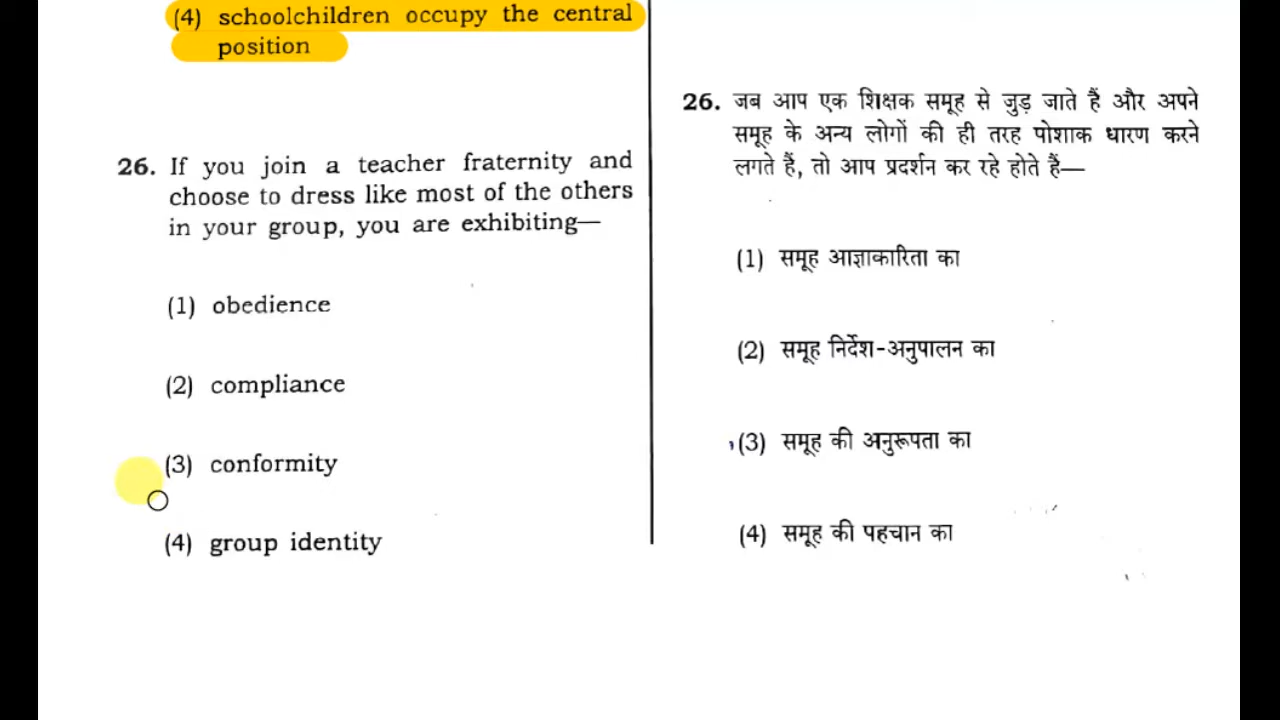 (4) schoolchildren occupy the central
position
26. If you join a teacher fraternity and
choose to dress like most of the others
in your group, you are exhibiting—
(1) obedience
(2) compliance
(3) conformity
(4) group identity
26. जब आप एक शिक्षक समूह से जुड़ जाते हैं और अपने
समूह के अन्य लोगों की ही तरह पोशाक धारण करने
लगते हैं, तो आप प्रदर्शन कर रहे होते हैं—
(1) समूह आज्ञाकारिता का
(2) समूह निर्देश-अनुपालन का
(3) समूह की अनुरूपता का
(4) समूह की पहचान का